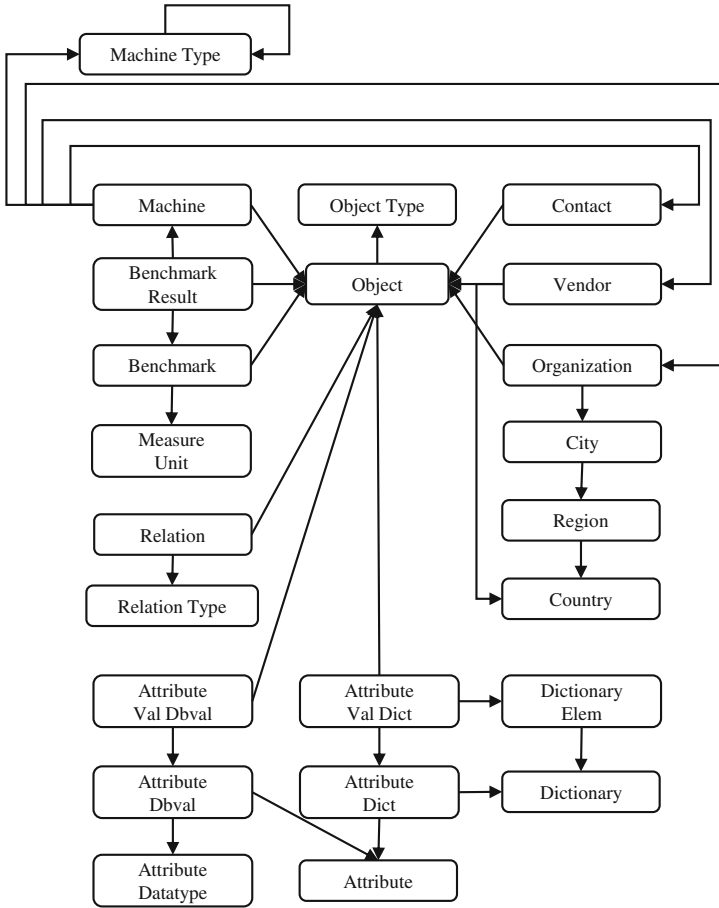 Machine Type
Machine
Object Type
Contact
Benchmark
Result
Object
Vendor
Benchmark
Organization
Measure
Unit
City
Relation
Region
Relation Type
Country
Attribute
Val Dbval
Attribute
Val Dict
Dictionary
Elem
Attribute
Dbval
Attribute
Dict
Dictionary
Attribute
Datatype
Attribute